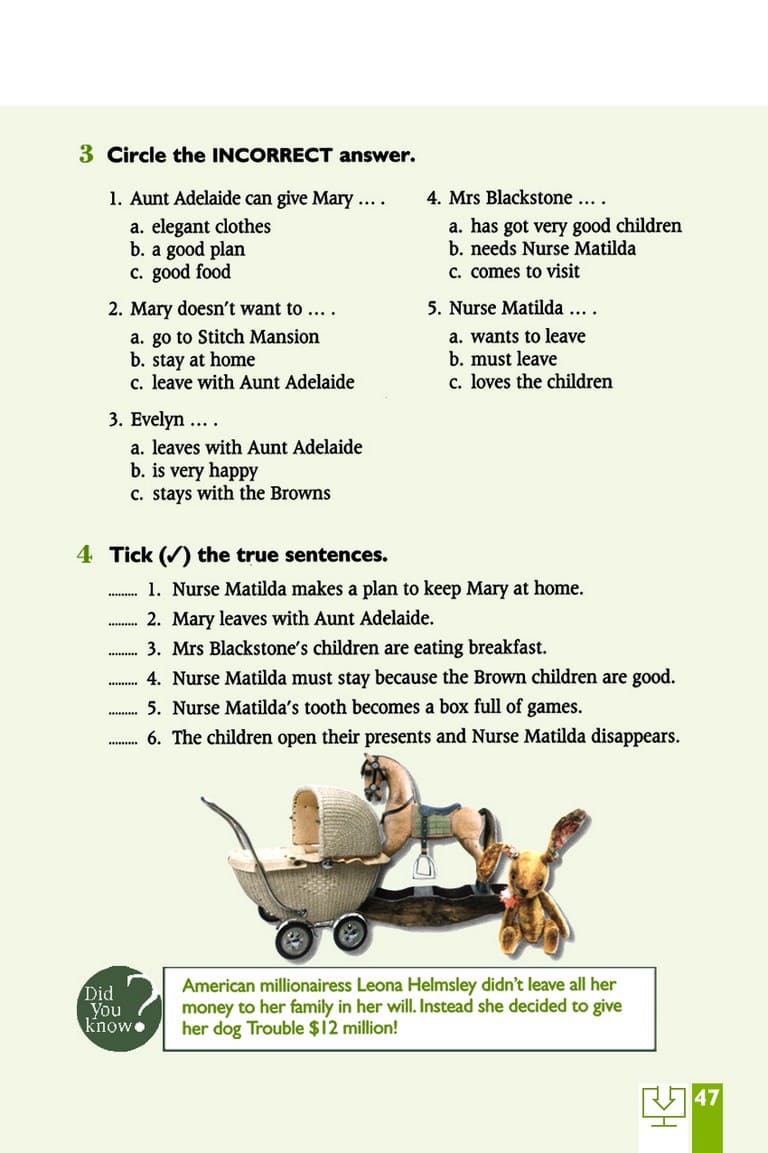 3 Circle the INCORRECT answer.
1. Aunt Adelaide can give Mary ... .
a. elegant clothes
b. a good plan
c. good food
2. Mary doesn't want to ... .
a. go to Stitch Mansion
b. stay at home
c. leave with Aunt Adelaide
3. Evelyn ... .
a. leaves with Aunt Adelaide
b. is very happy
c. stays with the Browns
4. Mrs Blackstone ... .
a. has got very good children
b. needs Nurse Matilda
c. comes to visit
5. Nurse Matilda ... .
a. wants to leave
b. must leave
c. loves the children
4 Tick (✓) the true sentences.
......... 1. Nurse Matilda makes a plan to keep Mary at home.
......... 2. Mary leaves with Aunt Adelaide.
......... 3. Mrs Blackstone's children are eating breakfast.
......... 4. Nurse Matilda must stay because the Brown children are good.
......... 5. Nurse Matilda's tooth becomes a box full of games.
......... 6. The children open their presents and Nurse Matilda disappears.
Did
You
know?
American millionairess Leona Helmsley didn't leave all her
money to her family in her will. Instead she decided to give
her dog Trouble $12 million!
47